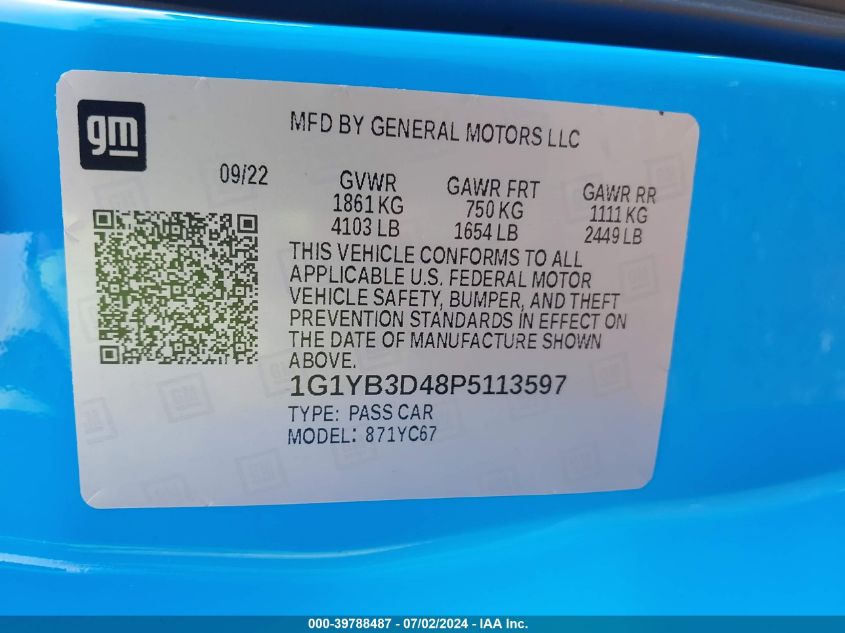 gm
MFD BY GENERAL MOTORS LLC
09/22
GVWR GAWR FRT GAWR RR
1861 KG 750 KG 1111 KG
4103 LB 1654 LB 2449 LB
THIS VEHICLE CONFORMS TO ALL
APPLICABLE U.S. FEDERAL MOTOR
VEHICLE SAFETY, BUMPER, AND THEFT
PREVENTION STANDARDS IN EFFECT ON
THE DATE OF MANUFACTURE SHOWN
ABOVE.
1G1YB3D48P5113597
TYPE: PASS CAR
MODEL: 871YC67
000-39788487 - 07/02/2024 - IAA Inc.